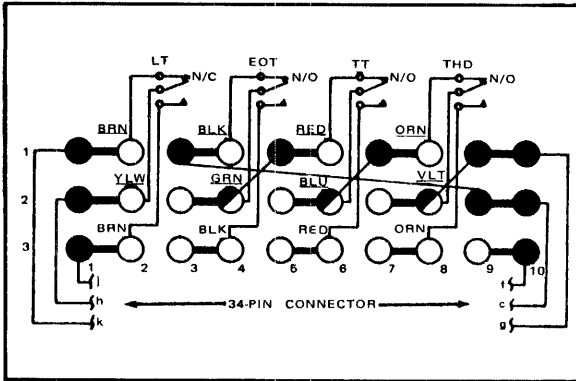 LT EOT TT THD
N/C N/O N/O N/O
BRN BLK RED ORN
1
YLW GRN BLU VLT
2
BRN BLK RED ORN
3
1 2 3 4 5 6 7 8 9 10
j f
h 34-PIN CONNECTOR c
k g